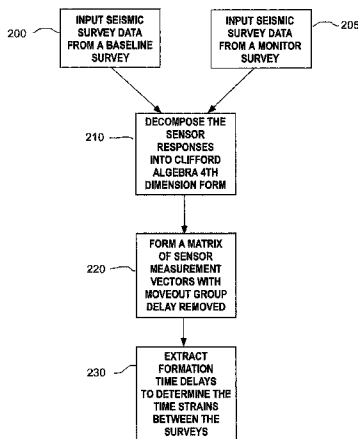 200
INPUT SEISMIC
SURVEY DATA
FROM A BASELINE
SURVEY
INPUT SEISMIC
SURVEY DATA
FROM A MONITOR
SURVEY
205
210
DECOMPOSE THE
SENSOR
RESPONSES
INTO CLIFFORD
ALGEBRA 4TH
DIMENSION FORM
220
FORM A MATRIX
OF SENSOR
MEASUREMENT
VECTORS WITH
MOVEOUT GROUP
DELAY REMOVED
230
EXTRACT
FORMATION
TIME DELAYS
TO DETERMINE THE
TIME STRAINS
BETWEEN THE
SURVEYS